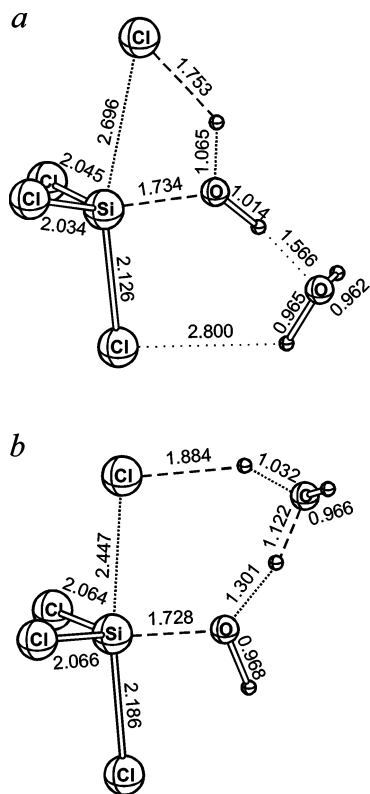 a
Cl
1.753
2.696
1.065
Cl 2.045
Cl
Si
1.734
O
1.014
2.034
1.566
2.126
O
0.965
0.962
Cl
2.800
b
Cl
1.884
1.032
O
0.966
1.122
2.447
1.301
Cl 2.064
Cl
Si
1.728
O
2.066
0.968
2.186
Cl